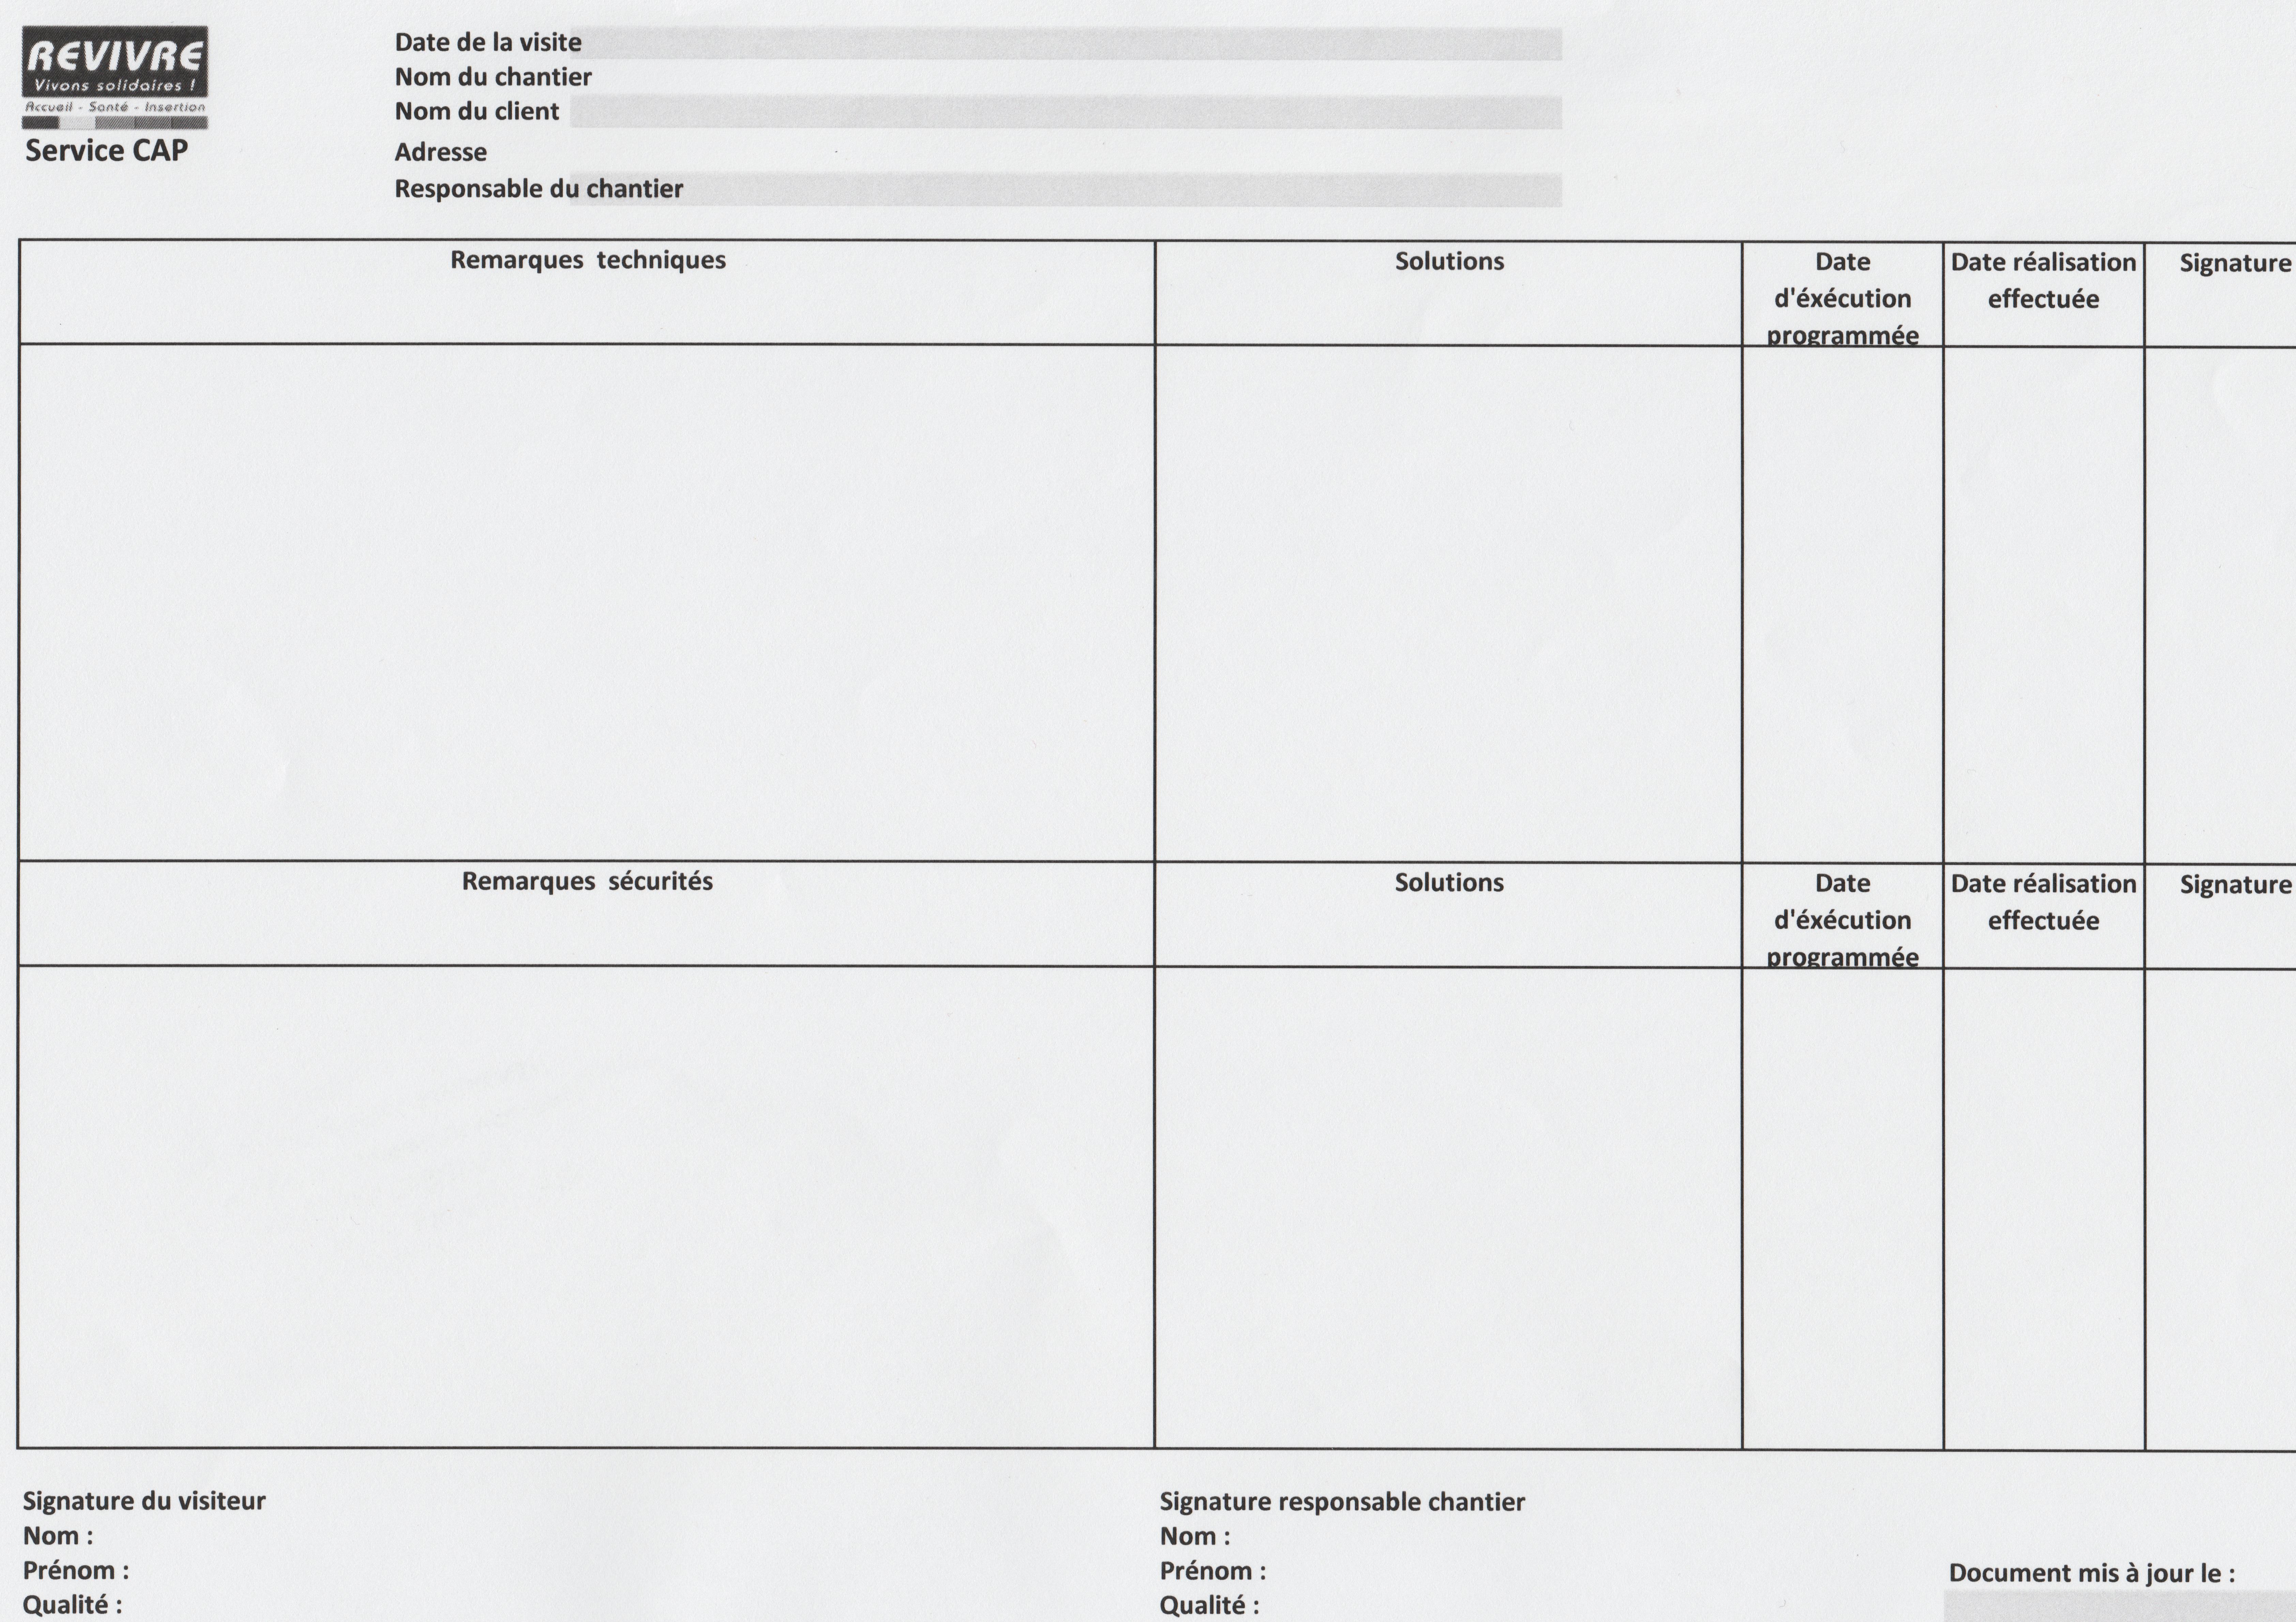 REVIVRE
Vivons solidaires !
Accueil - Santé - Insertion
Service CAP
Date de la visite
Nom du chantier
Nom du client
Adresse
Responsable du chantier
Remarques techniques
Solutions
Date
d'éxécution
programmée
Date réalisation
effectuée
Signature
Remarques sécurités
Solutions
Date
d'éxécution
programmée
Date réalisation
effectuée
Signature
Signature du visiteur
Nom :
Prénom :
Qualité :
Signature responsable chantier
Nom :
Prénom :
Qualité :
Document mis à jour le :